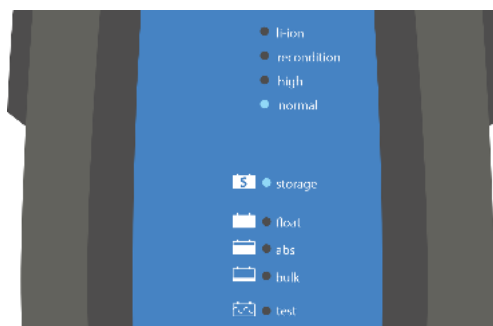 li-ion
recondition
high
normal
S storage
float
abs
bulk
test